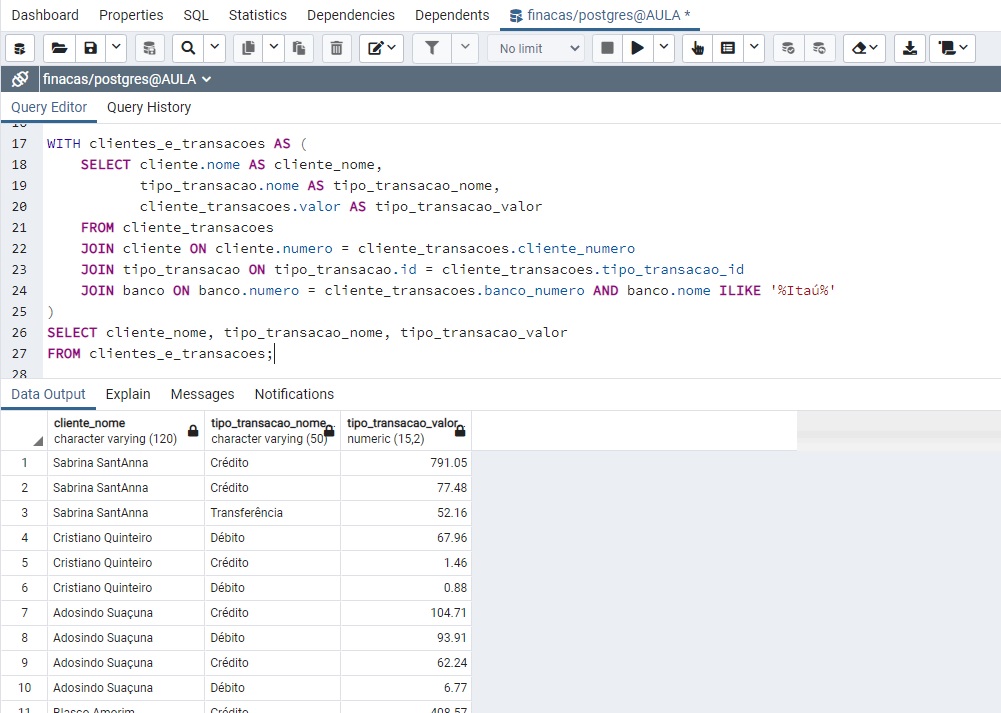 Dashboard Properties SQL Statistics Dependencies Dependents finacas/postgres@AULA *
No limit
finacas/postgres@AULA
Query Editor Query History
16
17 WITH clientes_e_transacoes AS (
18 SELECT cliente.nome AS cliente_nome,
19 tipo_transacao.nome AS tipo_transacao_nome,
20 cliente_transacoes.valor AS tipo_transacao_valor
21 FROM cliente_transacoes
22 JOIN cliente ON cliente.numero = cliente_transacoes.cliente_numero
23 JOIN tipo_transacao ON tipo_transacao.id = cliente_transacoes.tipo_transacao_id
24 JOIN banco ON banco.numero = cliente_transacoes.banco_numero AND banco.nome ILIKE '%Itaú%'
25 )
26 SELECT cliente_nome, tipo_transacao_nome, tipo_transacao_valor
27 FROM clientes_e_transacoes;
28
Data Output Explain Messages Notifications
cliente_nome tipo_transacao_nome tipo_transacao_valor
character varying (120) character varying (50) numeric (15,2)
1 Sabrina SantAnna Crédito 791.05
2 Sabrina SantAnna Crédito 77.48
3 Sabrina SantAnna Transferência 52.16
4 Cristiano Quinteiro Débito 67.96
5 Cristiano Quinteiro Crédito 1.46
6 Cristiano Quinteiro Débito 0.88
7 Adosindo Suaçuna Crédito 104.71
8 Adosindo Suaçuna Débito 93.91
9 Adosindo Suaçuna Crédito 62.24
10 Adosindo Suaçuna Débito 6.77
11 Blasco Amorim Crédito 408.57